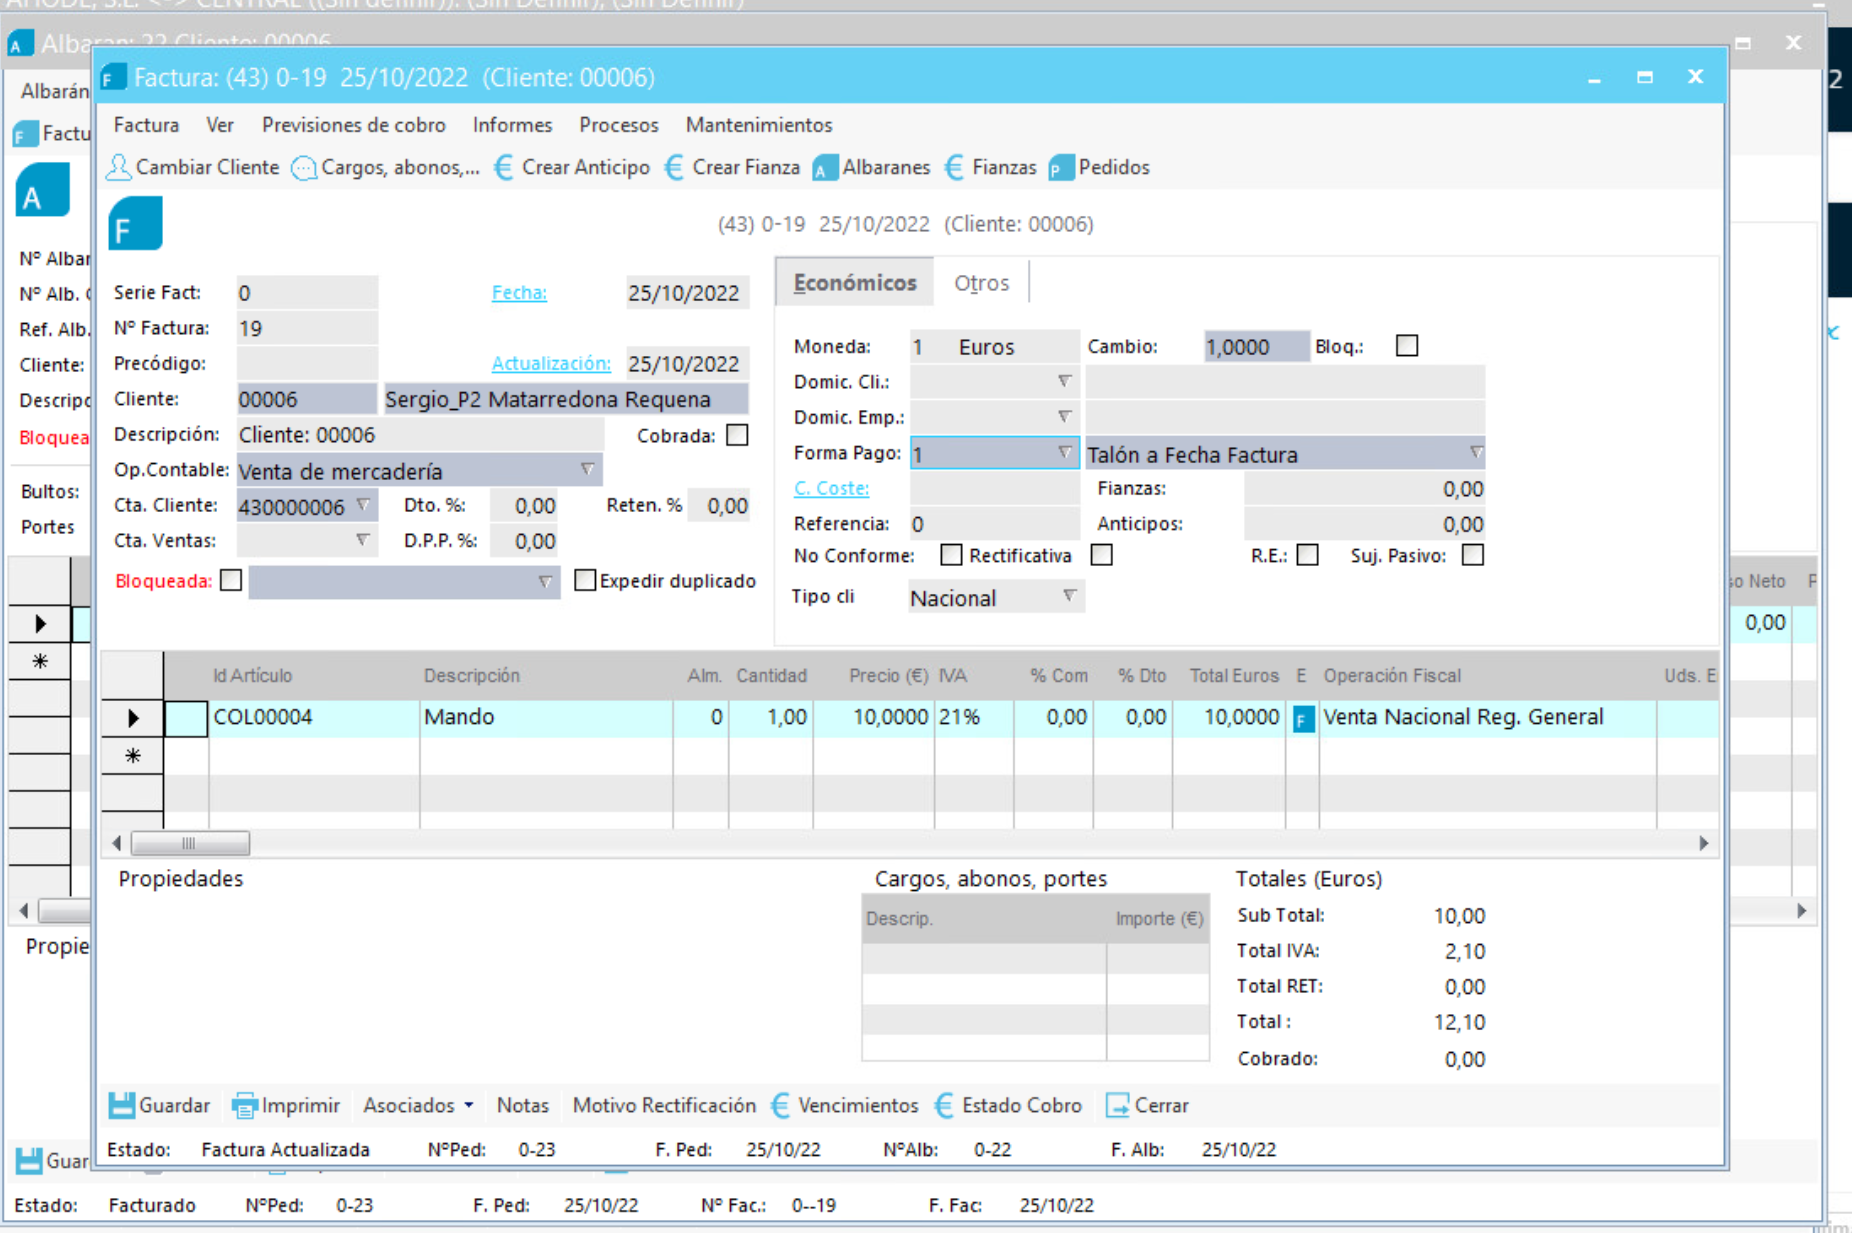 AHODE, S.L. <-> CENTRAL ((Sin definir)): (Sin Definir), (Sin Definir)
Albaran: 22 Cliente: 00006
Factura: (43) 0-19 25/10/2022 (Cliente: 00006)
Albarán
Factura Ver Previsiones de cobro Informes Procesos Mantenimientos
Factu
Cambiar Cliente Cargos, abonos,... Crear Anticipo Crear Fianza Albaranes Fianzas Pedidos
(43) 0-19 25/10/2022 (Cliente: 00006)
Nº Albar
Nº Alb.
Ref. Alb.
Cliente:
Descripc
Bloquea
Bultos:
Portes
Serie Fact: 0 Fecha: 25/10/2022
Nº Factura: 19
Precódigo: Actualización: 25/10/2022
Cliente: 00006 Sergio_P2 Matarredona Requena
Descripción: Cliente: 00006 Cobrada:
Op.Contable: Venta de mercadería
Cta. Cliente: 430000006 Dto. %: 0,00 Reten. % 0,00
Cta. Ventas: D.P.P. %: 0,00
Bloqueada: Expedir duplicado
Económicos Otros
Moneda: 1 Euros Cambio: 1,0000 Bloq.:
Domic. Cli.:
Domic. Emp.:
Forma Pago: 1 Talón a Fecha Factura
C. Coste: Fianzas: 0,00
Referencia: 0 Anticipos: 0,00
No Conforme: Rectificativa R.E.: Suj. Pasivo:
Tipo cli Nacional
so Neto P
0,00
Id Artículo Descripción Alm. Cantidad Precio (€) IVA % Com % Dto Total Euros E Operación Fiscal Uds. E
COL00004 Mando 0 1,00 10,0000 21% 0,00 0,00 10,0000 F Venta Nacional Reg. General
Propiedades
Cargos, abonos, portes
Descrip. Importe (€)
Totales (Euros)
Sub Total: 10,00
Total IVA: 2,10
Total RET: 0,00
Total : 12,10
Cobrado: 0,00
Propie
Guardar Imprimir Asociados Notas Motivo Rectificación Vencimientos Estado Cobro Cerrar
Estado: Factura Actualizada NºPed: 0-23 F. Ped: 25/10/22 NºAlb: 0-22 F. Alb: 25/10/22
Guar
Estado: Facturado NºPed: 0-23 F. Ped: 25/10/22 Nº Fac.: 0--19 F. Fac: 25/10/22